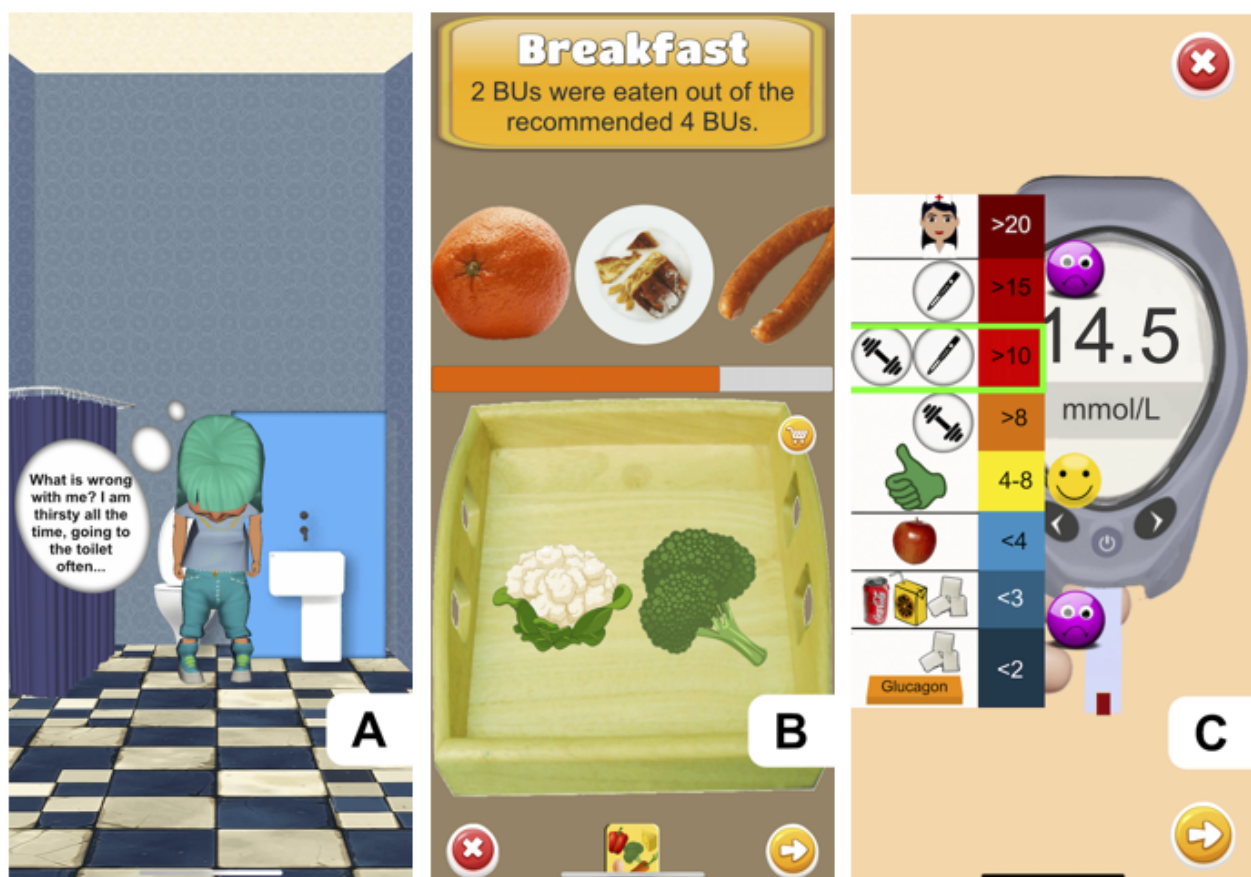 What is wrong
with me? I am
thirsty all the
time, going to
the toilet
often...
A
Breakfast
2 BUs were eaten out of the
recommended 4 BUs.
B
>20
>15
>10
>8
4-8
<4
<3
<2
Glucagon
14.5
mmol/L
C